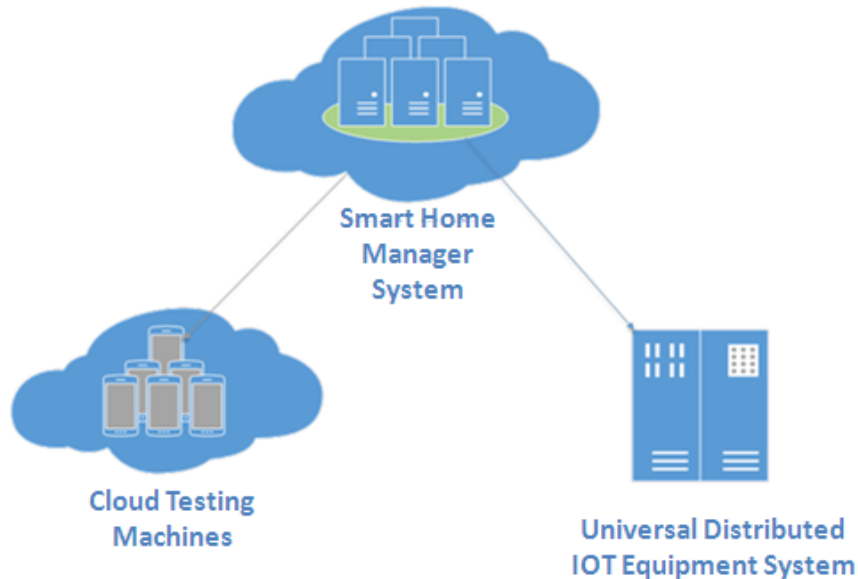 Smart Home
Manager
System
Cloud Testing
Machines
Universal Distributed
IOT Equipment System